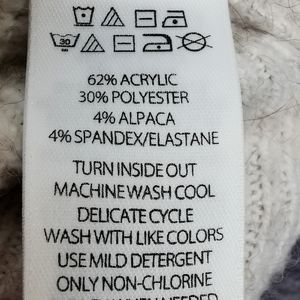 30
62% ACRYLIC
30% POLYESTER
4% ALPACA
4% SPANDEX/ELASTANE
TURN INSIDE OUT
MACHINE WASH COOL
DELICATE CYCLE
WASH WITH LIKE COLORS
USE MILD DETERGENT
ONLY NON-CHLORINE